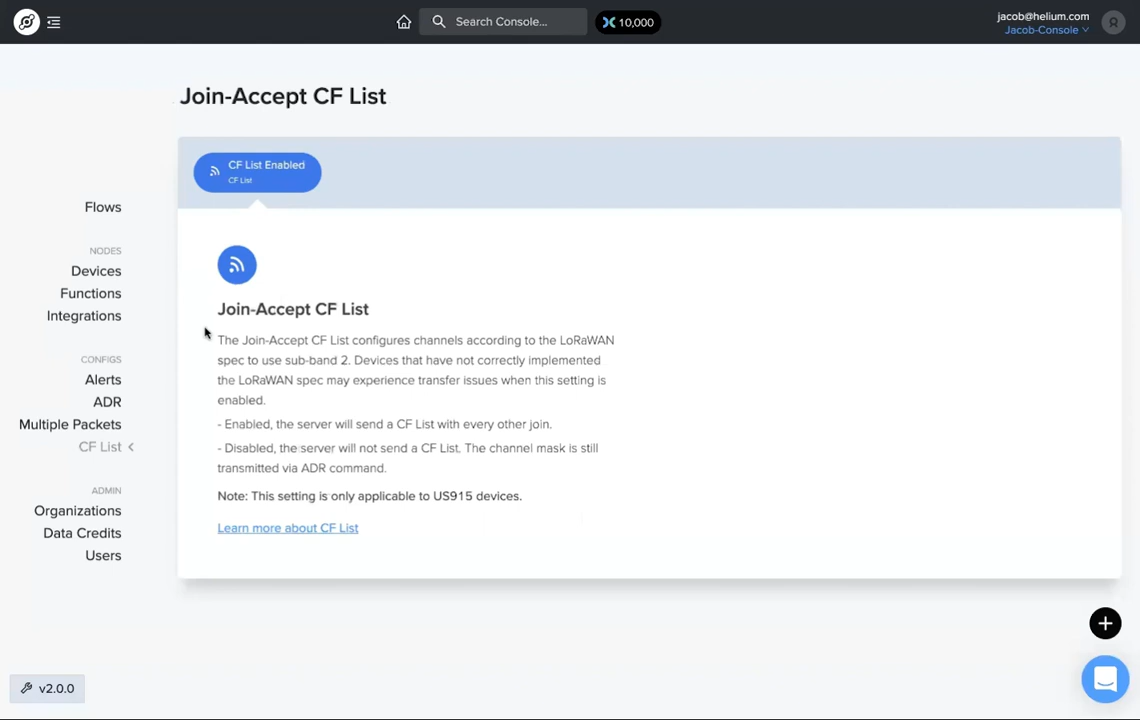 Search Console...
10,000
jacob@helium.com
Jacob-Console
R
Join-Accept CF List
CF List Enabled
CF List
Flows
NODES
Devices
Functions
Integrations
CONFIGS
Alerts
ADR
Multiple Packets
CF List
ADMIN
Organizations
Data Credits
Users
Join-Accept CF List
The Join-Accept CF List configures channels according to the LoRaWAN
spec to use sub-band 2. Devices that have not correctly implemented
the LoRaWAN spec may experience transfer issues when this setting is
enabled.
- Enabled, the server will send a CF List with every other join.
- Disabled, the server will not send a CF List. The channel mask is still
transmitted via ADR command.
Note: This setting is only applicable to US915 devices.
Learn more about CF List
v2.0.0